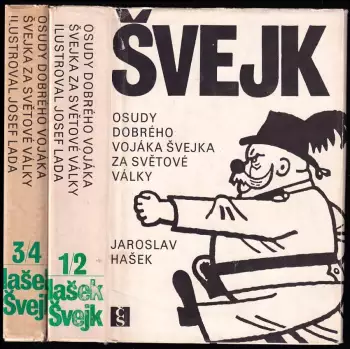 OSUDY DOBRÉHO VOJÁKA
ŠVEJKA ZA SVĚTOVÉ VÁLKY
ILUSTROVAL JOSEF LADA
3/4
Hašek
Švejk
OSUDY DOBRÉHO VOJÁKA
ŠVEJKA ZA SVĚTOVÉ VÁLKY
ILUSTROVAL JOSEF LADA
1/2
Hašek
Švejk
ŠVEJK
OSUDY
DOBRÉHO
VOJÁKA ŠVEJKA
ZA SVĚTOVÉ
VÁLKY
JAROSLAV
HAŠEK